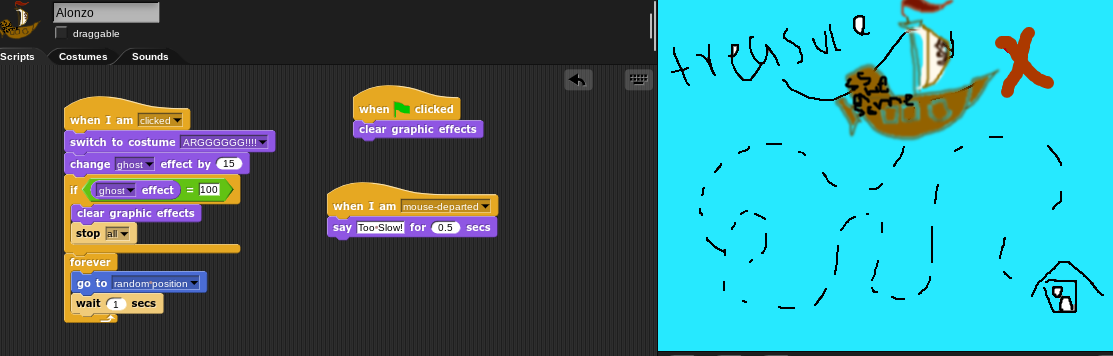 Alonzo
draggable
Scripts Costumes Sounds
when I am clicked
switch to costume ARGGGGGG!!!!
change ghost effect by 15
if ghost effect = 100
clear graphic effects
stop all
forever
go to random position
wait 1 secs
when clicked
clear graphic effects
when I am mouse-departed
say Too Slow! for 0.5 secs
treasure
X